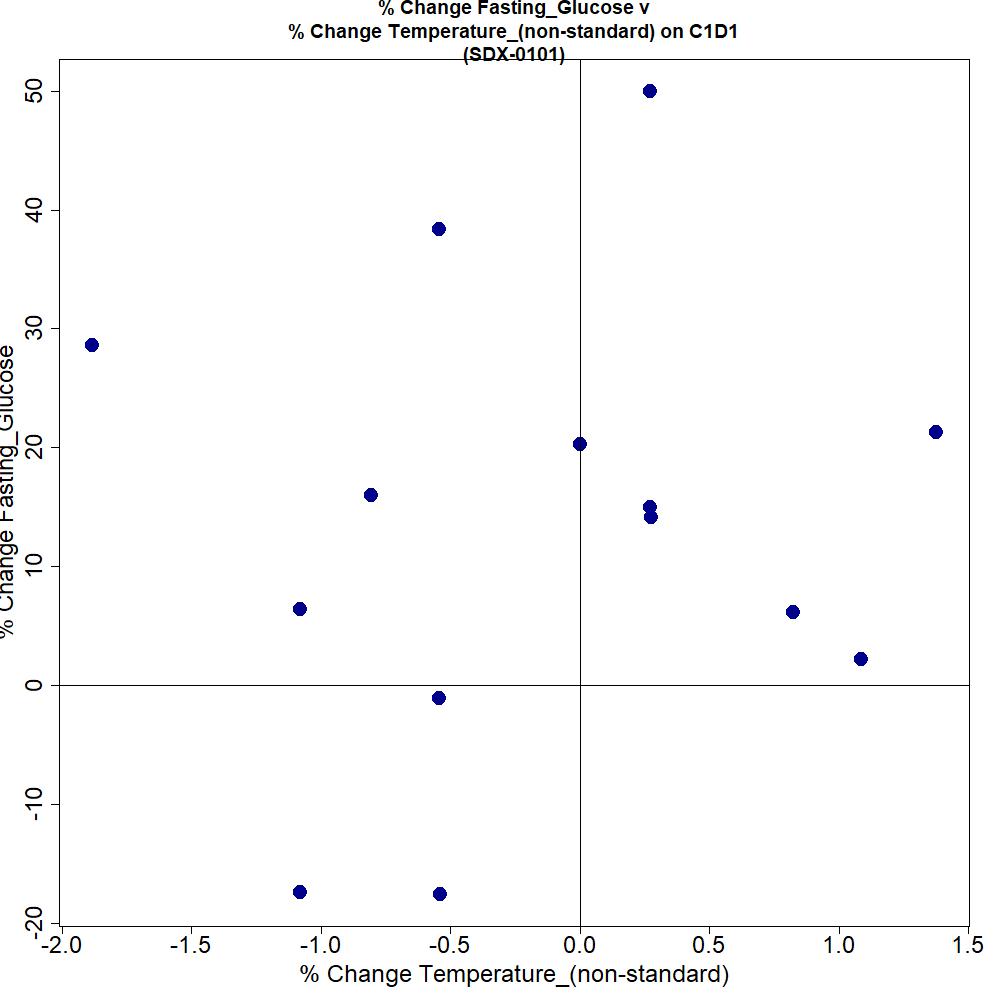 % Change Fasting_Glucose v
% Change Temperature_(non-standard) on C1D1
(SDX-0101)
% Change Fasting_Glucose
50
40
30
20
10
0
-10
-20
-2.0 -1.5 -1.0 -0.5 0.0 0.5 1.0 1.5
% Change Temperature_(non-standard)